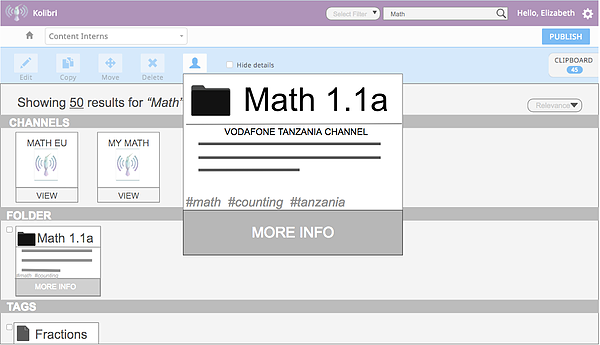 Kolibri
Select Filter
Math
Hello, Elizabeth
Content Interns
PUBLISH
Edit
Copy
Move
Delete
Hide details
CLIPBOARD
45
Showing 50 results for “Math”
Relevance
CHANNELS
MATH EU
VIEW
MY MATH
VIEW
Math 1.1a
VODAFONE TANZANIA CHANNEL
#math #counting #tanzania
MORE INFO
FOLDER
Math 1.1a
#math #counting
MORE INFO
TAGS
Fractions